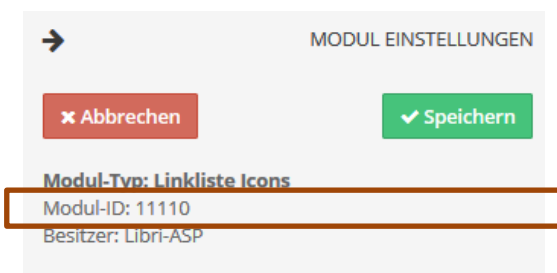 MODUL EINSTELLUNGEN
Abbrechen
Speichern
Modul-Typ: Linkliste Icons
Modul-ID: 11110
Besitzer: Libri-ASP